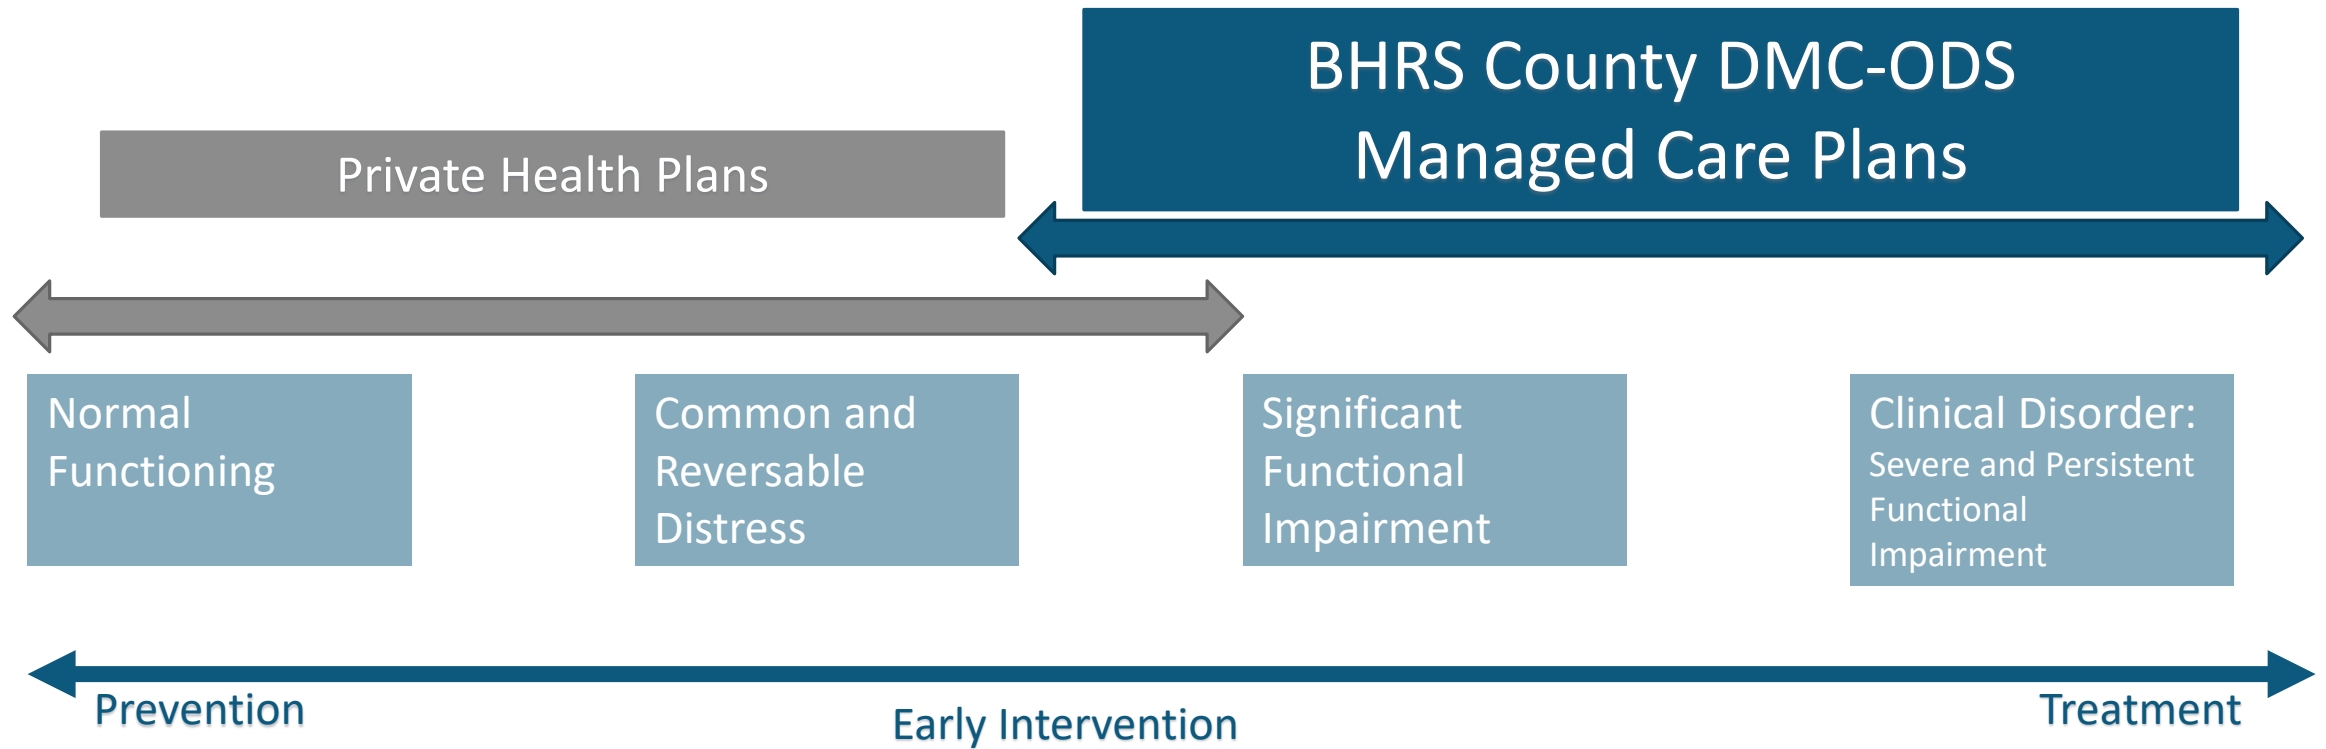 BHRS County DMC-ODS
Managed Care Plans
Private Health Plans
Normal
Functioning
Common and
Reversable
Distress
Significant
Functional
Impairment
Clinical Disorder:
Severe and Persistent
Functional
Impairment
Prevention
Early Intervention
Treatment